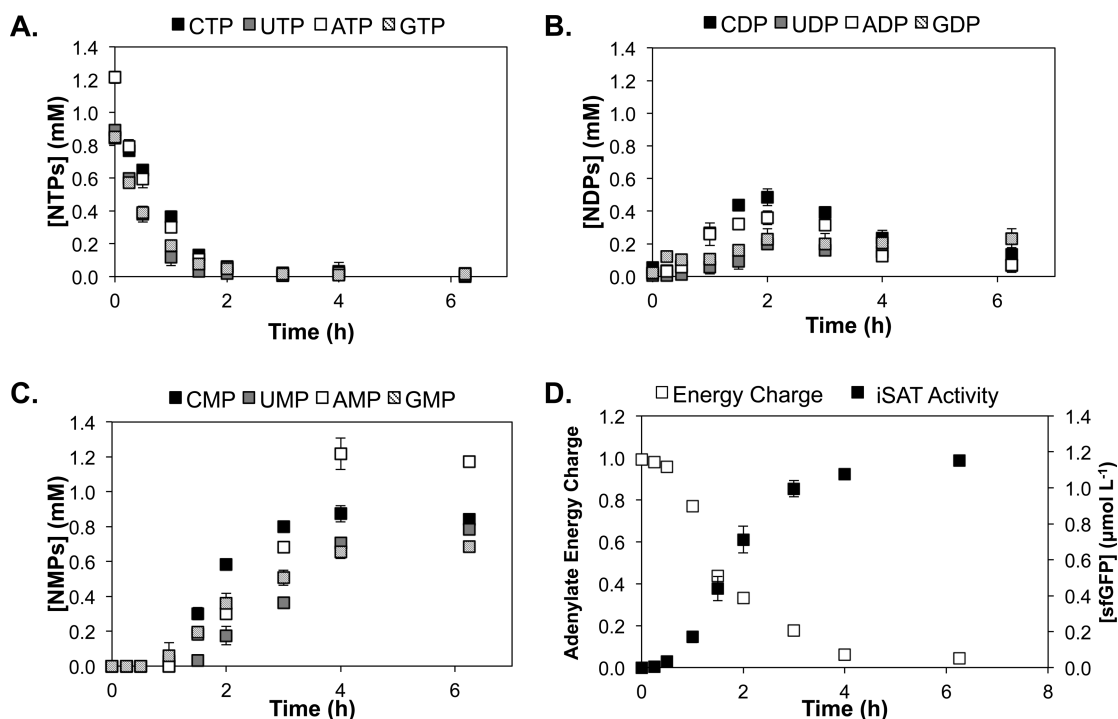 A.
CTP UTP ATP GTP
1.4
1.2
1.0
0.8
0.6
0.4
0.2
0.0
[NTPs] (mM)
0 2 4 6
Time (h)
B.
CDP UDP ADP GDP
1.4
1.2
1.0
0.8
0.6
0.4
0.2
0.0
[NDPs] (mM)
0 2 4 6
Time (h)
C.
CMP UMP AMP GMP
1.4
1.2
1.0
0.8
0.6
0.4
0.2
0.0
[NMPs] (mM)
0 2 4 6
Time (h)
D.
Energy Charge iSAT Activity
1.2
1.0
0.8
0.6
0.4
0.2
0.0
Adenylate Energy Charge
1.4
1.2
1.0
0.8
0.6
0.4
0.2
0.0
[sfGFP] (µmol L⁻¹)
0 2 4 6 8
Time (h)